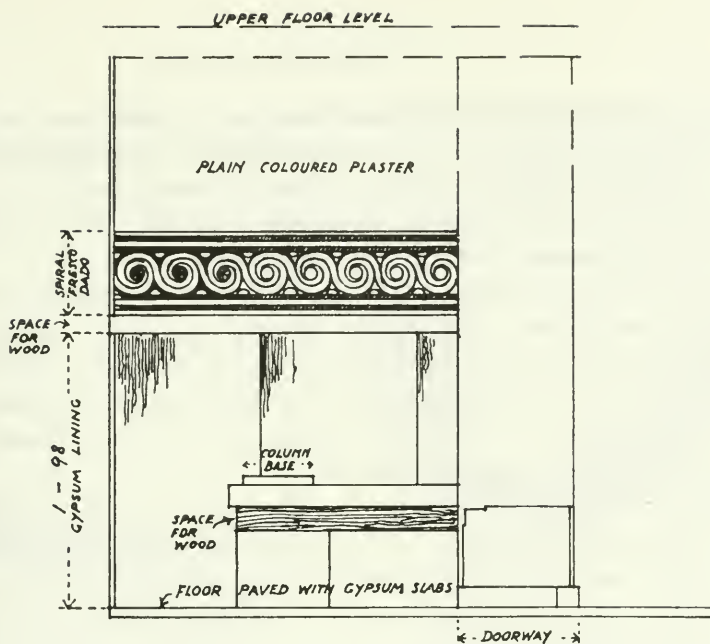 UPPER FLOOR LEVEL
PLAIN COLOURED PLASTER
SPIRAL
FRESCO
DADO
SPACE
FOR
WOOD
1-98
GYPSUM LINING
COLUMN
BASE
SPACE
FOR
WOOD
FLOOR PAVED WITH GYPSUM SLABS
DOORWAY